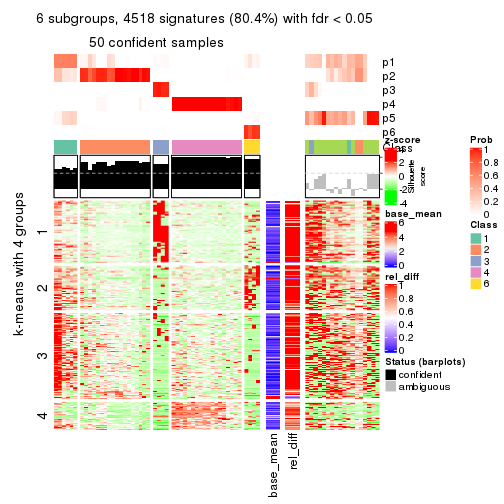 6 subgroups, 4518 signatures (80.4%) with fdr < 0.05
50 confident samples
p1
p2
p3
p4
p5
p6
Class
k-means with 4 groups
1
2
3
4
Silhouette
score
base_mean
rel_diff
z-score
2
0
-2
-4
base_mean
6
4
2
0
rel_diff
1
0.8
0.6
0.4
0.2
0
Status (barplots)
confident
ambiguous
Prob
1
0.8
0.6
0.4
0.2
0
Class
1
2
3
4
6